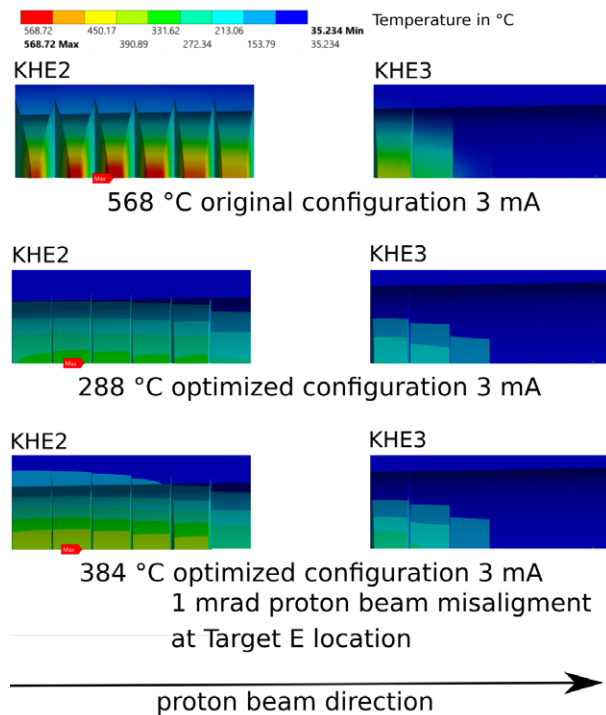 Temperature in °C
568.72 450.17 331.62 213.06 35.234 Min
568.72 Max 390.89 272.34 153.79 35.234
KHE2 KHE3
Max
568 °C original configuration 3 mA
KHE2 KHE3
Max
288 °C optimized configuration 3 mA
KHE2 KHE3
Max
384 °C optimized configuration 3 mA
1 mrad proton beam misaligment
at Target E location
proton beam direction